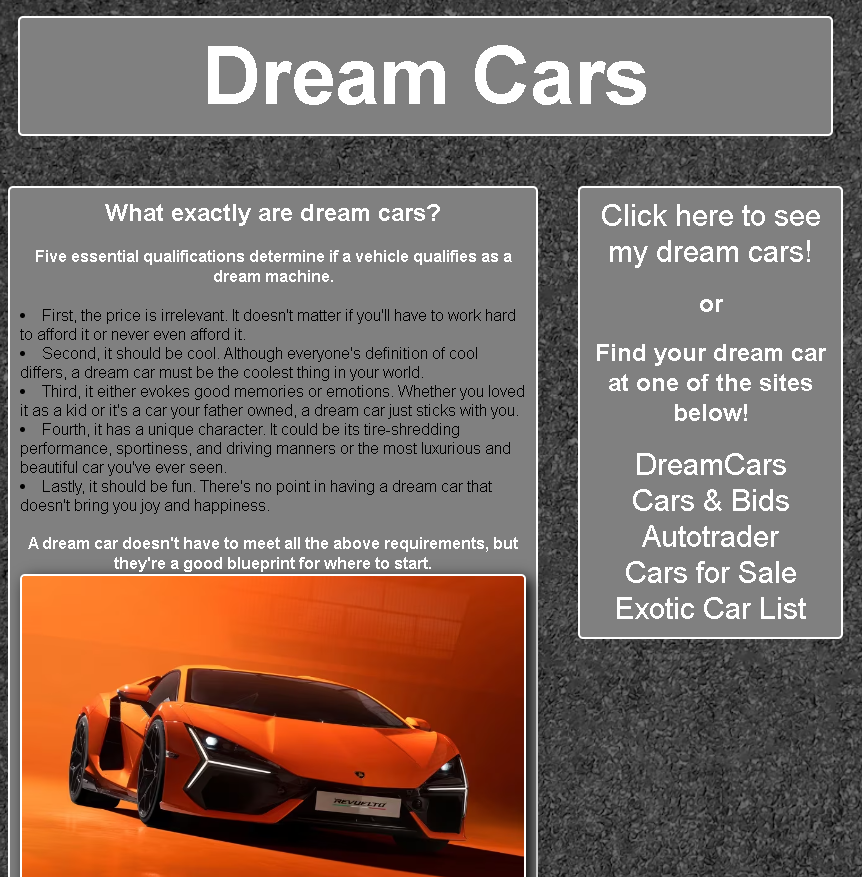 Dream Cars
What exactly are dream cars?
Five essential qualifications determine if a vehicle qualifies as a
dream machine.
• First, the price is irrelevant. It doesn't matter if you'll have to work hard
to afford it or never even afford it.
• Second, it should be cool. Although everyone's definition of cool
differs, a dream car must be the coolest thing in your world.
• Third, it either evokes good memories or emotions. Whether you loved
it as a kid or it's a car your father owned, a dream car just sticks with you.
• Fourth, it has a unique character. It could be its tire-shredding
performance, sportiness, and driving manners or the most luxurious and
beautiful car you've ever seen.
• Lastly, it should be fun. There's no point in having a dream car that
doesn't bring you joy and happiness.
A dream car doesn't have to meet all the above requirements, but
they're a good blueprint for where to start.
REVUELTO
Click here to see
my dream cars!
or
Find your dream car
at one of the sites
below!
DreamCars
Cars & Bids
Autotrader
Cars for Sale
Exotic Car List